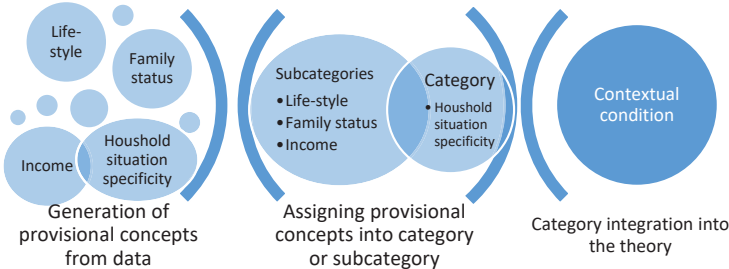 Life-
style
Family
status
Income
Houshold
situation
specificity
Generation of
provisional concepts
from data
Subcategories
• Life-style
• Family status
• Income
Category
• Houshold
situation
specificity
Assigning provisional
concepts into category
or subcategory
Contextual
condition
Category integration into
the theory